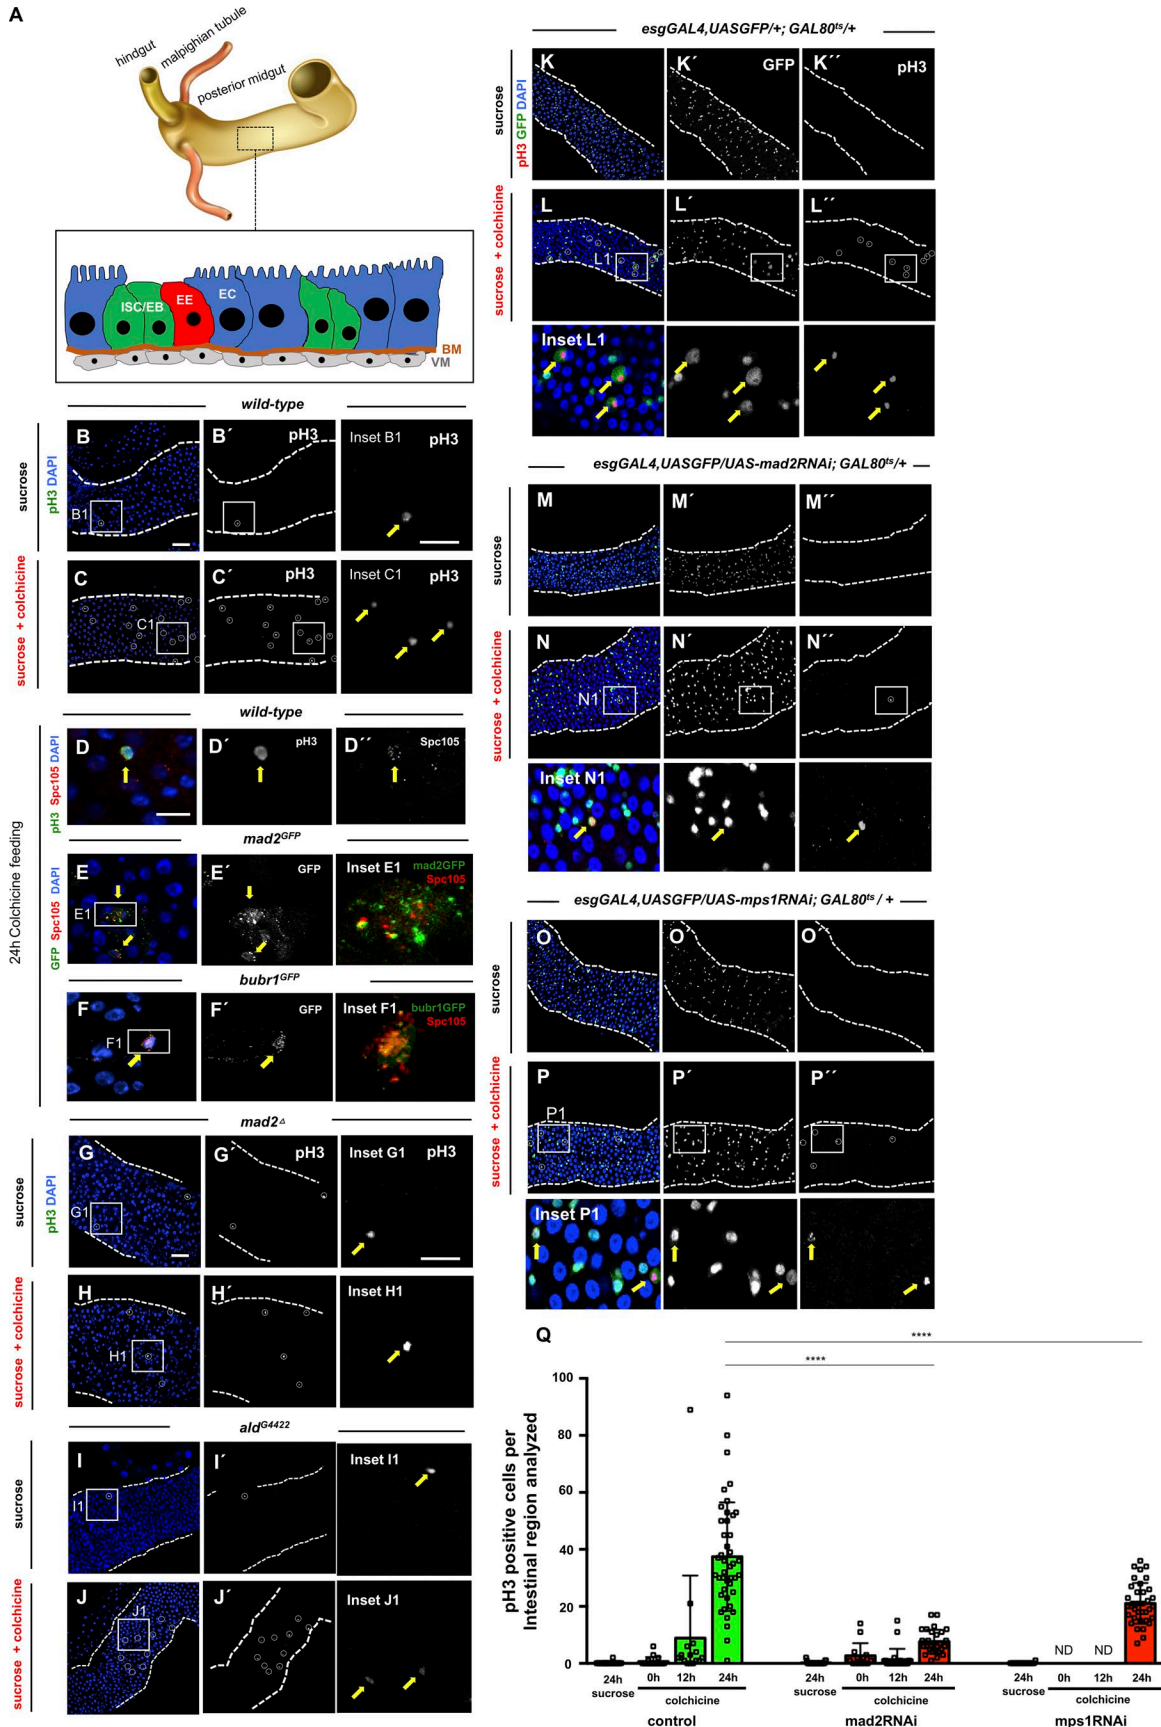 A
hindgut
malpighian tubule
posterior midgut
ISC/EB
EE
EC
BM
VM
wild-type
sucrose
pH3 DAPI
B
B´
pH3
Inset B1
pH3
B1
sucrose + colchicine
C
C´
pH3
Inset C1
pH3
C1
wild-type
24h Colchicine feeding
pH3 Spc105 DAPI
D
D´
pH3
D´´
Spc105
mad2GFP
GFP Spc105 DAPI
E
E´
GFP
Inset E1
mad2GFP
Spc105
E1
bubr1GFP
F
F´
GFP
Inset F1
bubr1GFP
Spc105
F1
mad2Δ
sucrose
pH3 DAPI
G
G´
pH3
Inset G1
pH3
G1
sucrose + colchicine
H
H´
Inset H1
H1
aldG4422
sucrose
I
I´
Inset I1
I1
sucrose + colchicine
J
J´
Inset J1
J1
esgGAL4,UASGFP/+; GAL80ts/+
sucrose
pH3 GFP DAPI
K
K´
GFP
K´´
pH3
sucrose + colchicine
L
L´
L´´
L1
Inset L1
esgGAL4,UASGFP/UAS-mad2RNAi; GAL80ts/+
sucrose
M
M´
M´´
sucrose + colchicine
N
N´
N´´
N1
Inset N1
esgGAL4,UASGFP/UAS-mps1RNAi; GAL80ts / +
sucrose
O
O´
O´´
sucrose + colchicine
P
P´
P´´
P1
Inset P1
Q
****
****
pH3 positive cells per
Intestinal region analyzed
100
80
60
40
20
0
ND
ND
24h
0h
12h
24h
24h
0h
12h
24h
24h
0h
12h
24h
sucrose
colchicine
sucrose
colchicine
sucrose
colchicine
control
mad2RNAi
mps1RNAi